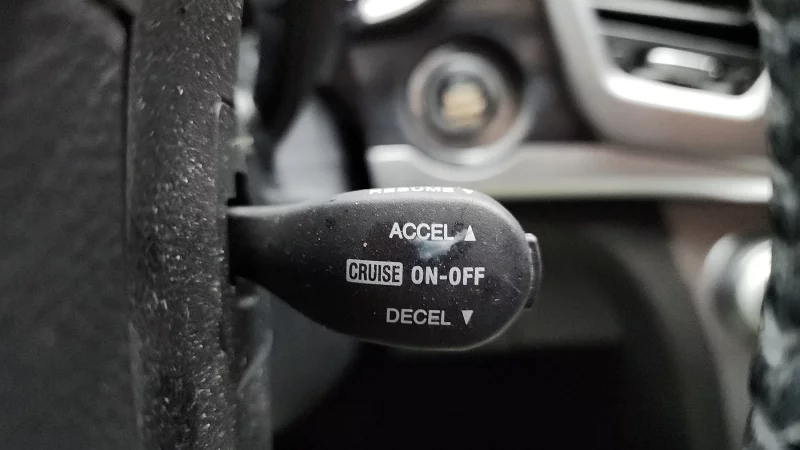 RESUME ▼
ACCEL ▲
CRUISE ON-OFF
DECEL ▼